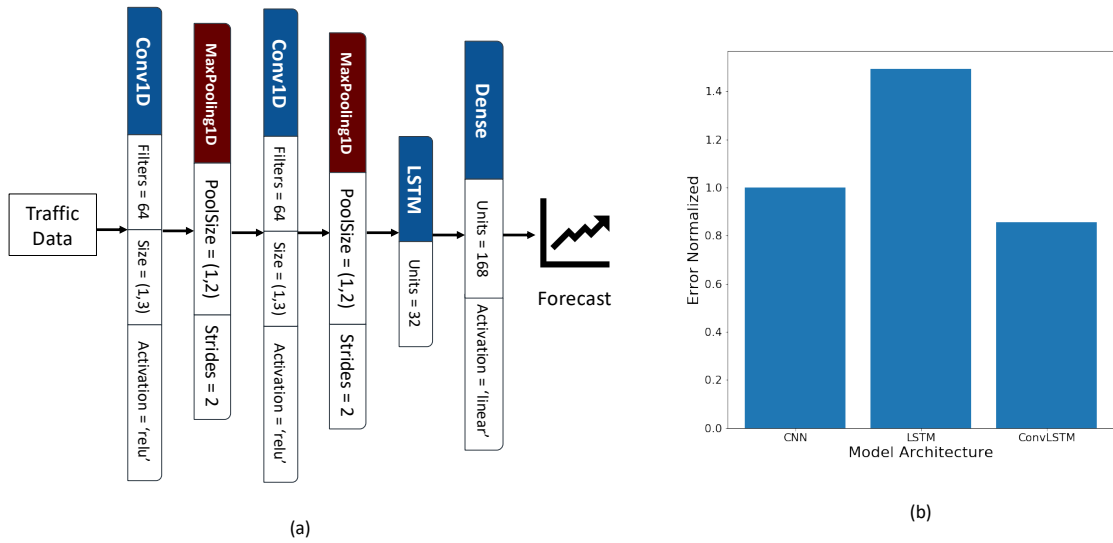 Traffic
Data
Conv1D
Filters = 64
Size = (1,3)
Activation = ‘relu’
MaxPooling1D
PoolSize = (1,2)
Strides = 2
Conv1D
Filters = 64
Size = (1,3)
Activation = ‘relu’
MaxPooling1D
PoolSize = (1,2)
Strides = 2
LSTM
Units = 32
Dense
Units = 168
Activation = ‘linear’
Forecast
(a)
Error Normalized
1.4
1.2
1.0
0.8
0.6
0.4
0.2
0.0
CNN
LSTM
ConvLSTM
Model Architecture
(b)